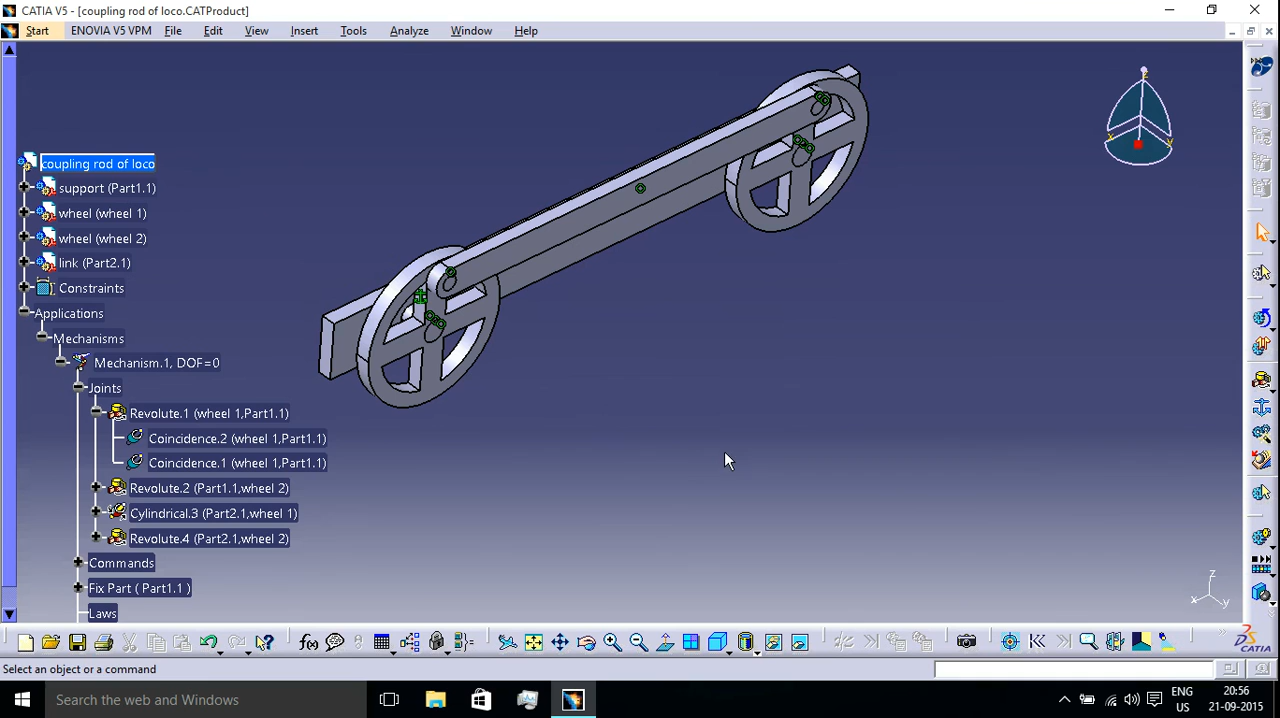 CATIA V5 - [coupling rod of loco.CATProduct]
Start ENOVIA V5 VPM File Edit View Insert Tools Analyze Window Help
coupling rod of loco
support (Part1.1)
wheel (wheel 1)
wheel (wheel 2)
link (Part2.1)
Constraints
Applications
Mechanisms
Mechanism.1, DOF=0
Joints
Revolute.1 (wheel 1,Part1.1)
Coincidence.2 (wheel 1,Part1.1)
Coincidence.1 (wheel 1,Part1.1)
Revolute.2 (Part1.1,wheel 2)
Cylindrical.3 (Part2.1,wheel 1)
Revolute.4 (Part2.1,wheel 2)
Commands
Fix Part ( Part1.1 )
Laws
z
x y
f(x)
CATIA
Select an object or a command
Search the web and Windows
ENG 20:56
US 21-09-2015